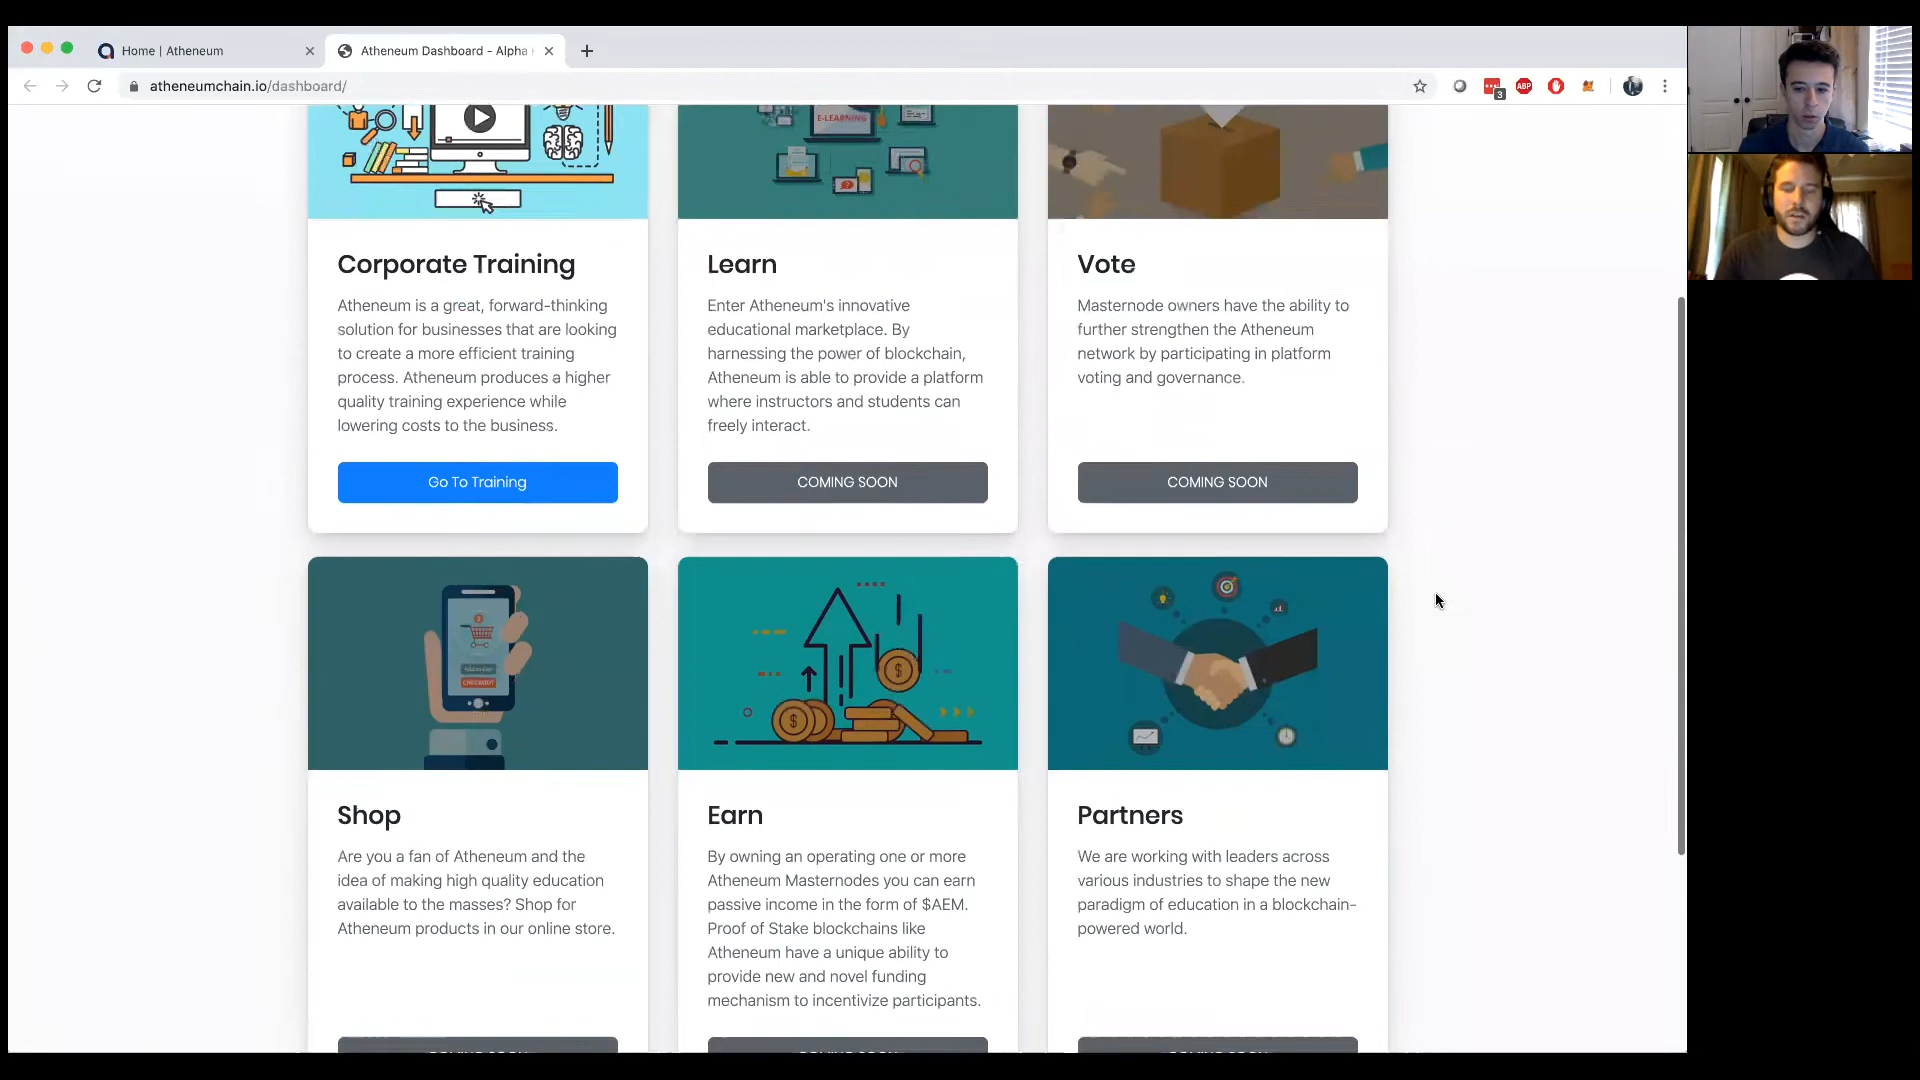 Home | Atheneum
Atheneum Dashboard - Alpha
atheneumchain.io/dashboard/
3
ABP
E-LEARNING
Corporate Training
Atheneum is a great, forward-thinking
solution for businesses that are looking
to create a more efficient training
process. Atheneum produces a higher
quality training experience while
lowering costs to the business.
Go To Training
Learn
Enter Atheneum's innovative
educational marketplace. By
harnessing the power of blockchain,
Atheneum is able to provide a platform
where instructors and students can
freely interact.
COMING SOON
Vote
Masternode owners have the ability to
further strengthen the Atheneum
network by participating in platform
voting and governance.
COMING SOON
CHECKOUT
Shop
Are you a fan of Atheneum and the
idea of making high quality education
available to the masses? Shop for
Atheneum products in our online store.
Earn
By owning an operating one or more
Atheneum Masternodes you can earn
passive income in the form of $AEM.
Proof of Stake blockchains like
Atheneum have a unique ability to
provide new and novel funding
mechanism to incentivize participants.
Partners
We are working with leaders across
various industries to shape the new
paradigm of education in a blockchain-
powered world.